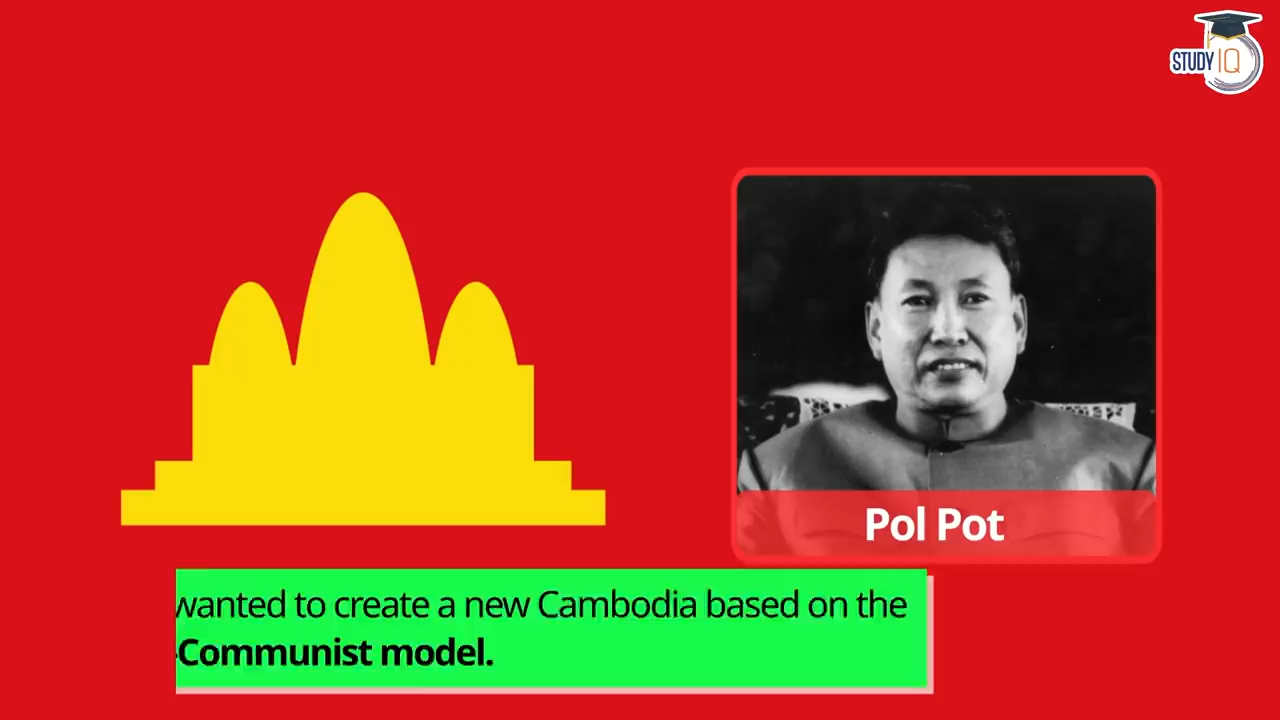 STUDY IQ
Pol Pot
wanted to create a new Cambodia based on the
-Communist model.